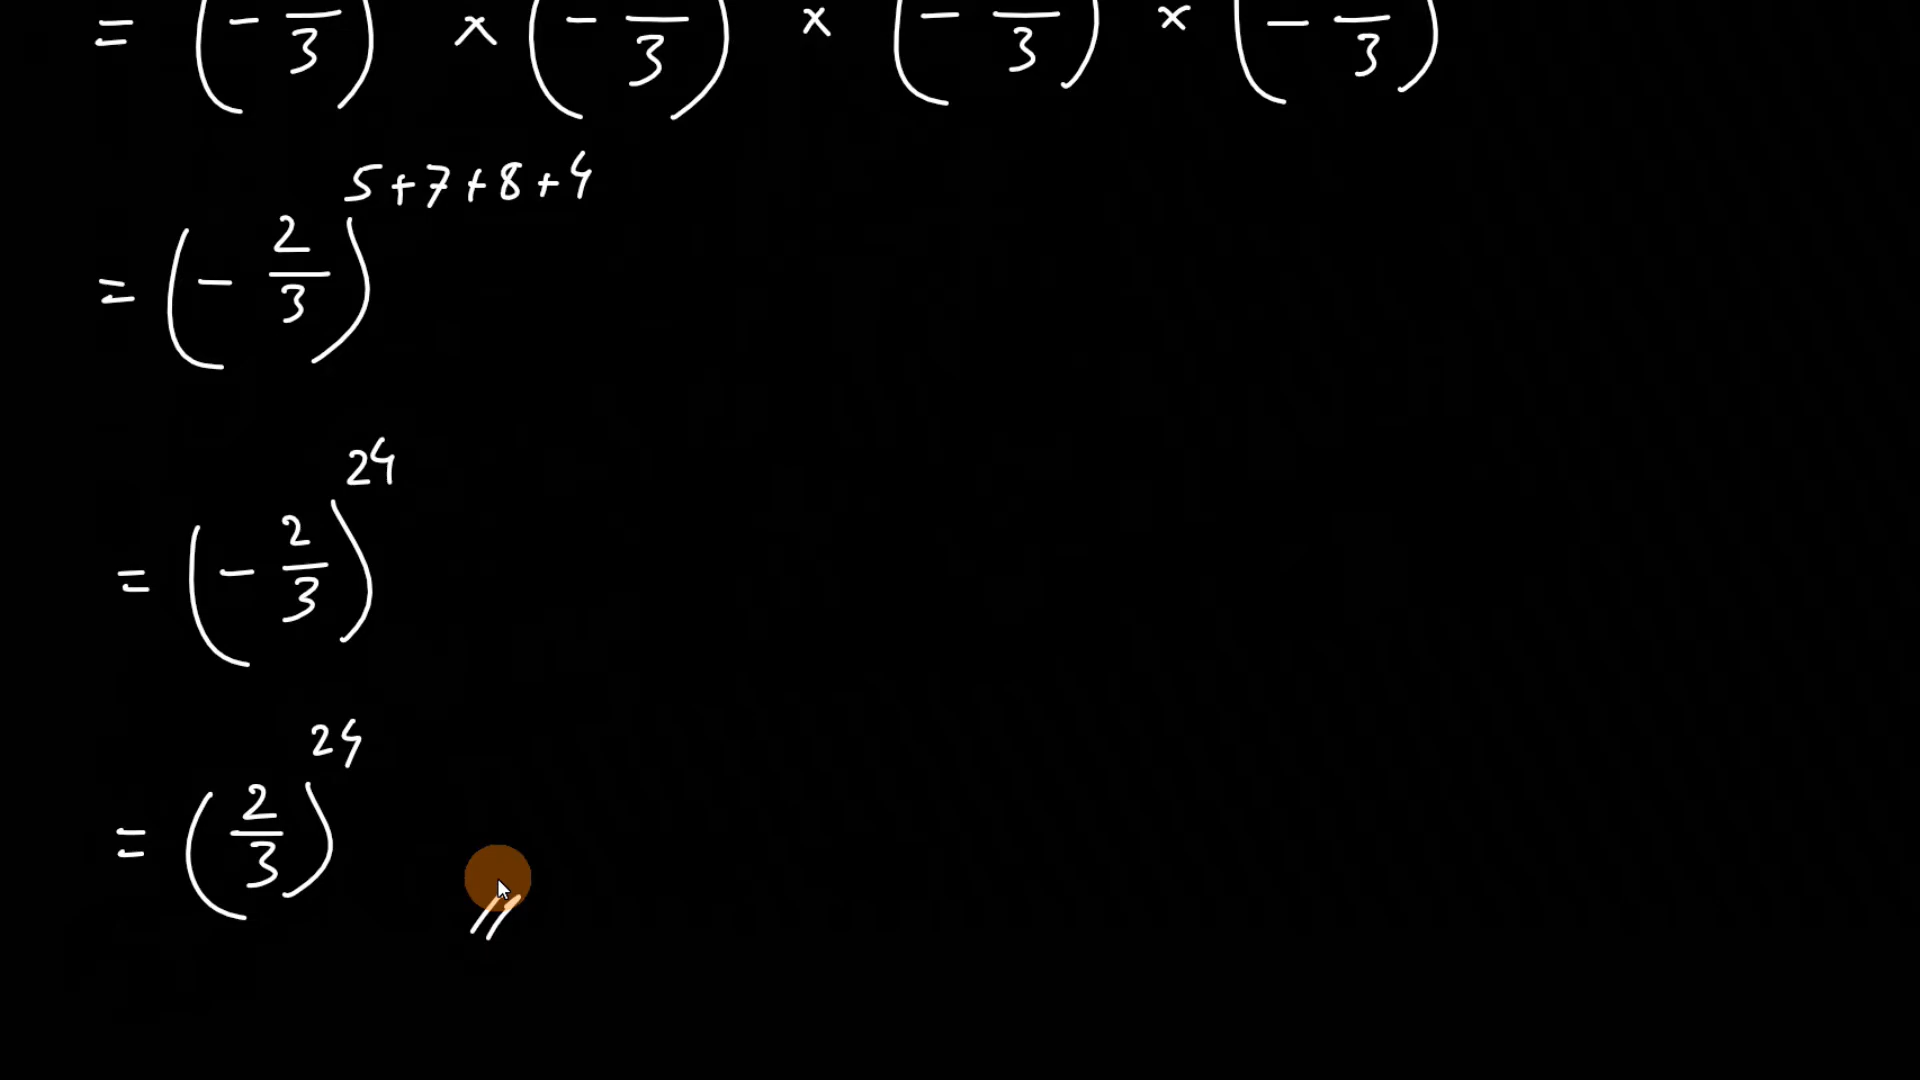 = (- /3) × (- /3) × (- /3) × (- /3)
= (- 2/3)^5+7+8+4
= (- 2/3)^24
= (2/3)^24 //